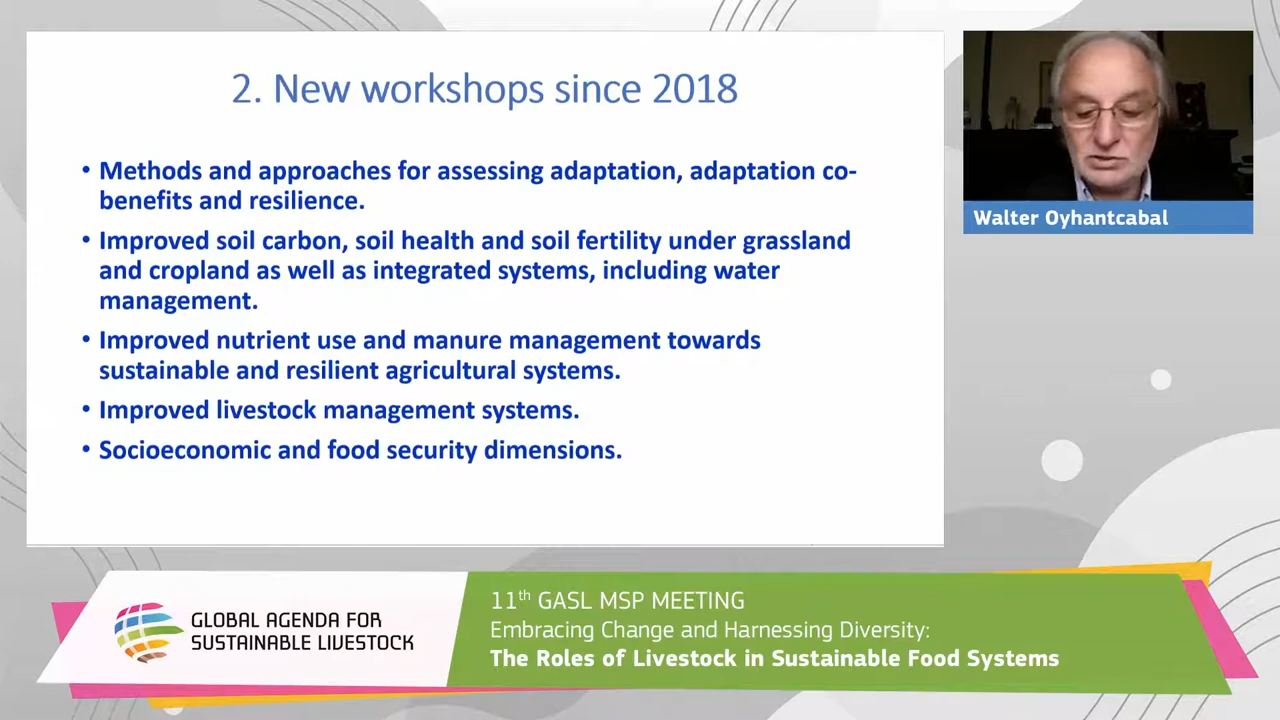 2. New workshops since 2018
• Methods and approaches for assessing adaptation, adaptation co-
benefits and resilience.
• Improved soil carbon, soil health and soil fertility under grassland
and cropland as well as integrated systems, including water
management.
• Improved nutrient use and manure management towards
sustainable and resilient agricultural systems.
• Improved livestock management systems.
• Socioeconomic and food security dimensions.
Walter Oyhantcabal
GLOBAL AGENDA FOR
SUSTAINABLE LIVESTOCK
11th GASL MSP MEETING
Embracing Change and Harnessing Diversity:
The Roles of Livestock in Sustainable Food Systems